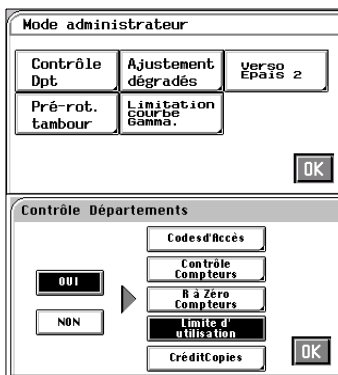 Mode administrateur
Contrôle
Dpt
Ajustement
dégradés
Verso
Epais 2
Pré-rot.
tambour
Limitation
courbe
Gamma.
OK
Contrôle Départements
OUI
NON
Codesd'Accès
Contrôle
Compteurs
R à Zéro
Compteurs
Limite d'
utilisation
CréditCopies
OK